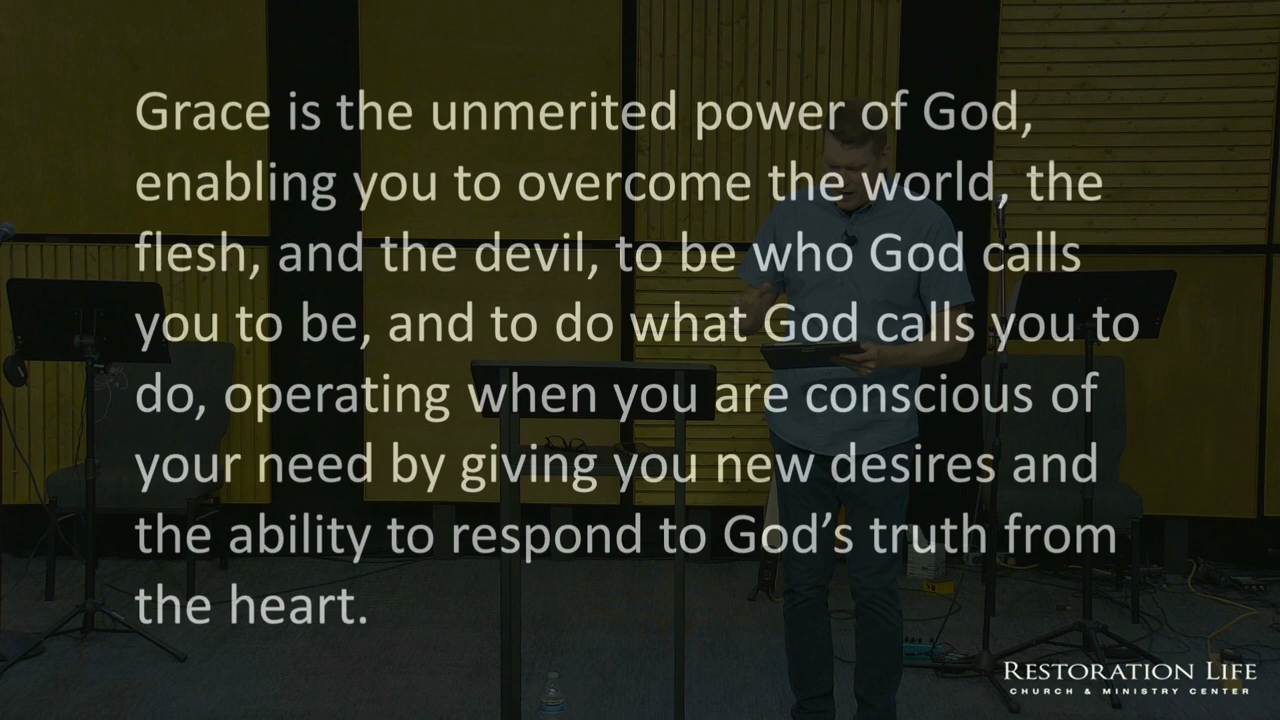 Grace is the unmerited power of God,
enabling you to overcome the world, the
flesh, and the devil, to be who God calls
you to be, and to do what God calls you to
do, operating when you are conscious of
your need by giving you new desires and
the ability to respond to God’s truth from
the heart.
RESTORATION LIFE
CHURCH & MINISTRY CENTER